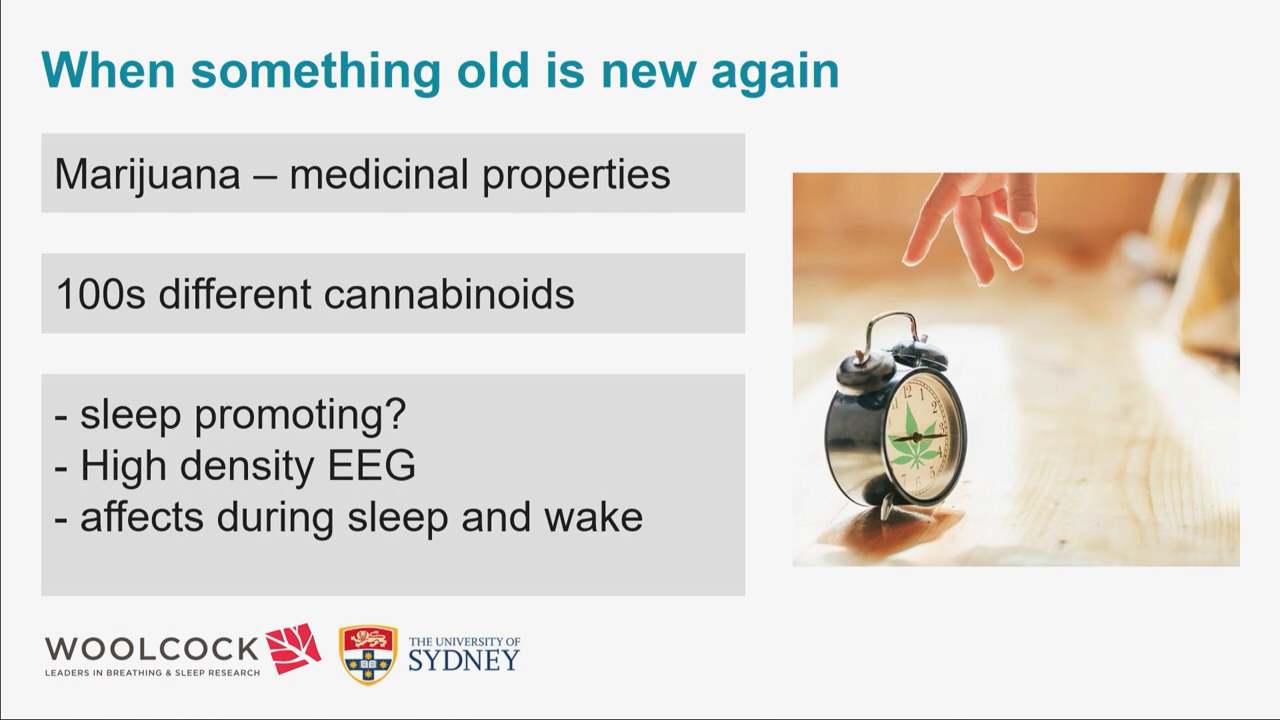 When something old is new again
Marijuana – medicinal properties
100s different cannabinoids
- sleep promoting?
- High density EEG
- affects during sleep and wake
WOOLCOCK
LEADERS IN BREATHING & SLEEP RESEARCH
THE UNIVERSITY OF
SYDNEY